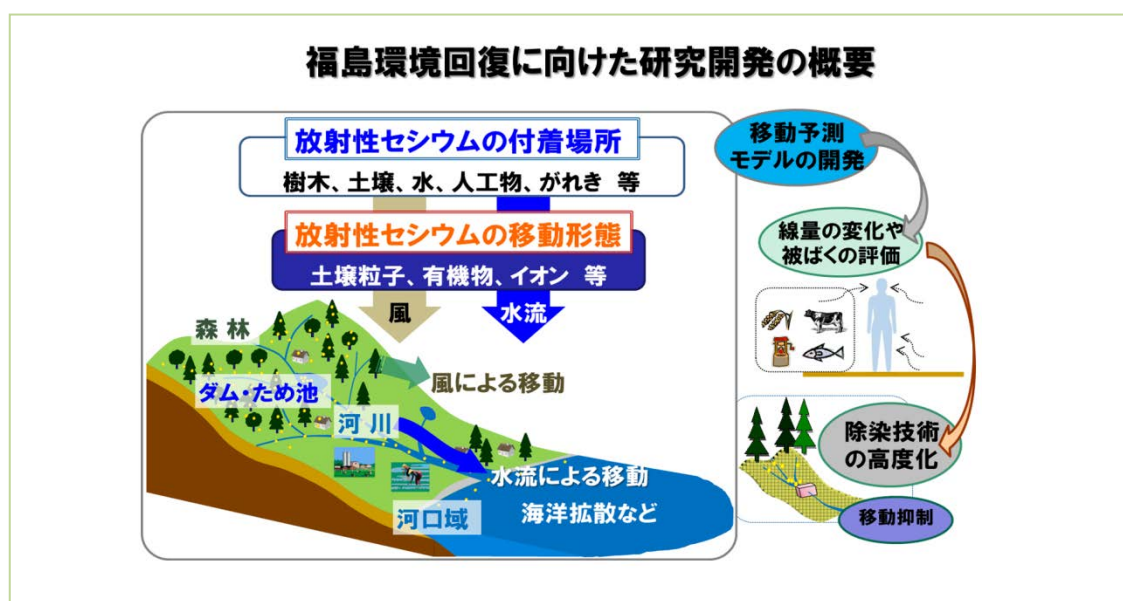 福島環境回復に向けた研究開発の概要
放射性セシウムの付着場所
樹木、土壌、水、人工物、がれき 等
放射性セシウムの移動形態
土壌粒子、有機物、イオン 等
風
水流
森林
ダム・ため池
風による移動
河川
水流による移動
海洋拡散など
河口域
移動予測
モデルの開発
線量の変化や
被ばくの評価
除染技術
の高度化
移動抑制